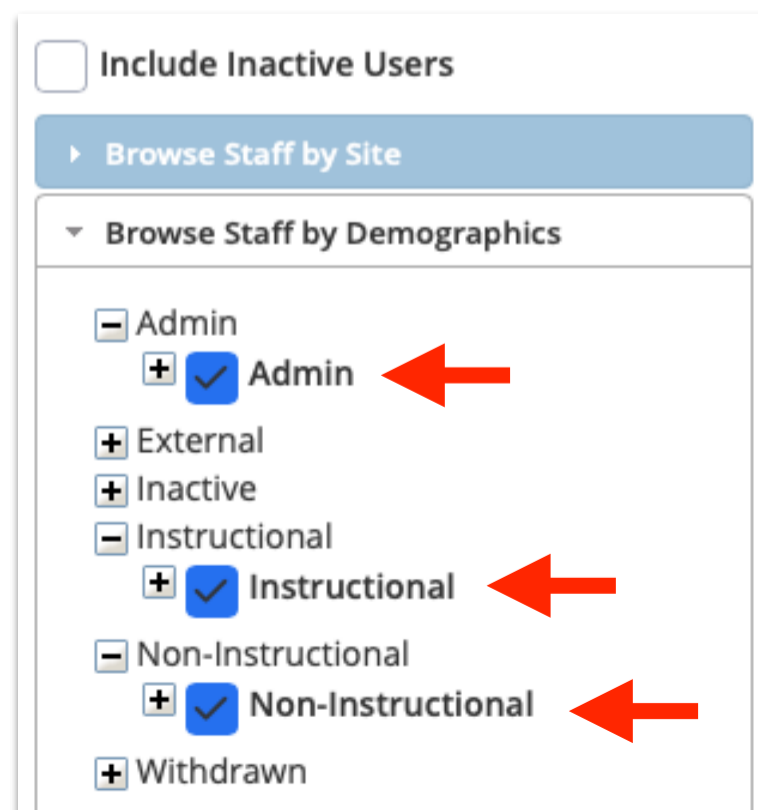 Include Inactive Users
Browse Staff by Site
Browse Staff by Demographics
Admin
Admin
External
Inactive
Instructional
Instructional
Non-Instructional
Non-Instructional
Withdrawn